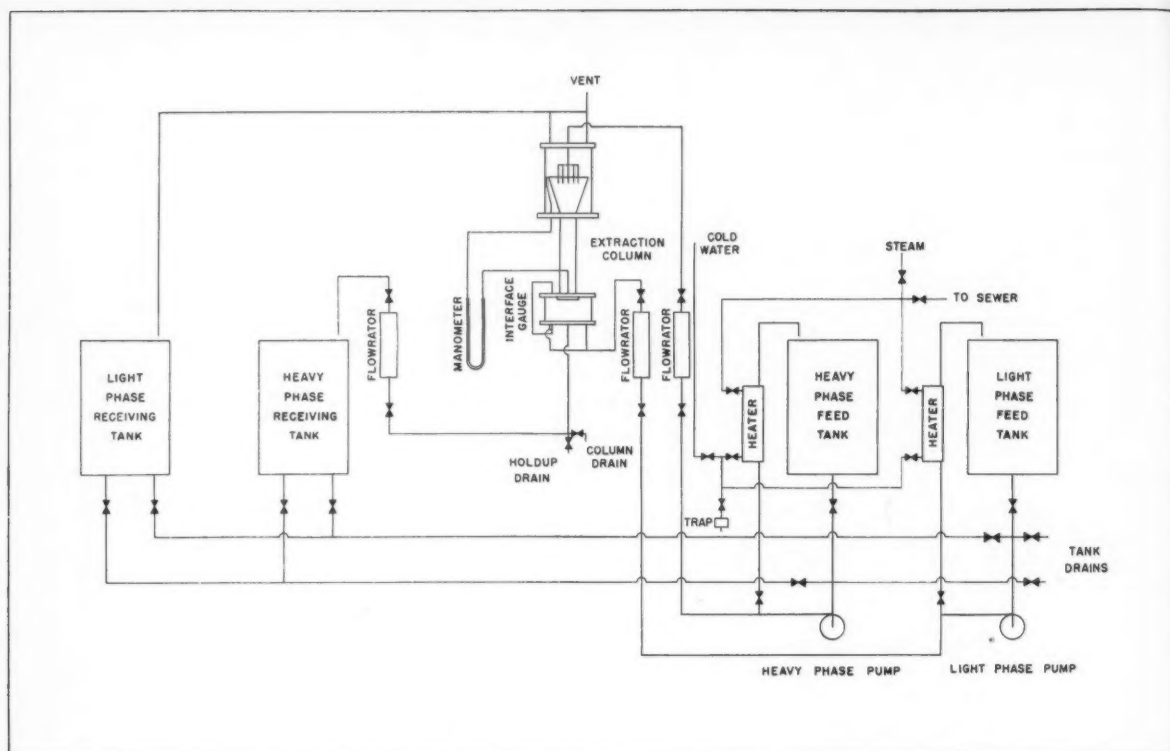 VENT
EXTRACTION
COLUMN
COLD
WATER
STEAM
TO SEWER
INTERFACE
GAUGE
MANOMETER
FLOWRATOR
FLOWRATOR
FLOWRATOR
LIGHT
PHASE
RECEIVING
TANK
HEAVY
PHASE
RECEIVING
TANK
HEATER
HEAVY
PHASE
FEED
TANK
HEATER
LIGHT
PHASE
FEED
TANK
HOLDUP
DRAIN
COLUMN
DRAIN
TRAP
TANK
DRAINS
HEAVY PHASE PUMP
LIGHT PHASE PUMP